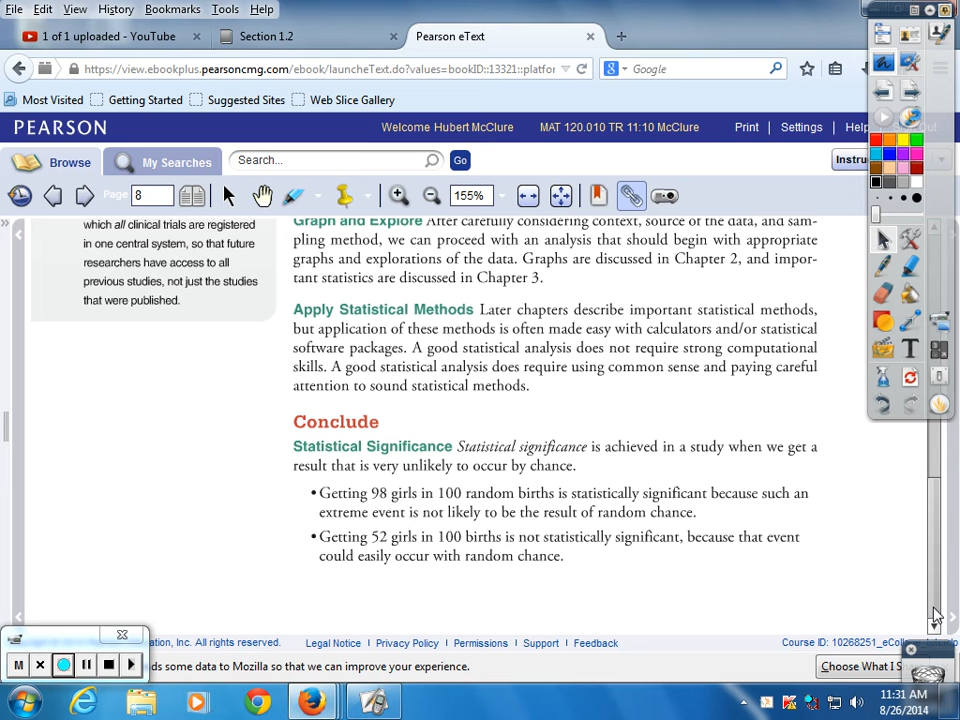 File Edit View History Bookmarks Tools Help
1 of 1 uploaded - YouTube × Section 1.2 × Pearson eText × +
https://view.ebookplus.pearsoncmg.com/ebook/launcheText.do?values=bookID::13321::platfor Google
Most Visited Getting Started Suggested Sites Web Slice Gallery
PEARSON Welcome Hubert McClure MAT 120.010 TR 11:10 McClure Print Settings Help
Browse My Searches Search... Go Instru
Page 8 155%
which all clinical trials are registered
in one central system, so that future
researchers have access to all
previous studies, not just the studies
that were published.
Graph and Explore After carefully considering context, source of the data, and sam-
pling method, we can proceed with an analysis that should begin with appropriate
graphs and explorations of the data. Graphs are discussed in Chapter 2, and impor-
tant statistics are discussed in Chapter 3.
Apply Statistical Methods Later chapters describe important statistical methods,
but application of these methods is often made easy with calculators and/or statistical
software packages. A good statistical analysis does not require strong computational
skills. A good statistical analysis does require using common sense and paying careful
attention to sound statistical methods.
Conclude
Statistical Significance Statistical significance is achieved in a study when we get a
result that is very unlikely to occur by chance.
• Getting 98 girls in 100 random births is statistically significant because such an
extreme event is not likely to be the result of random chance.
• Getting 52 girls in 100 births is not statistically significant, because that event
could easily occur with random chance.
ation, Inc. All rights reserved. Legal Notice | Privacy Policy | Permissions | Support | Feedback Course ID: 10268251_eColleg
M ds some data to Mozilla so that we can improve your experience. Choose What I S
11:31 AM
8/26/2014